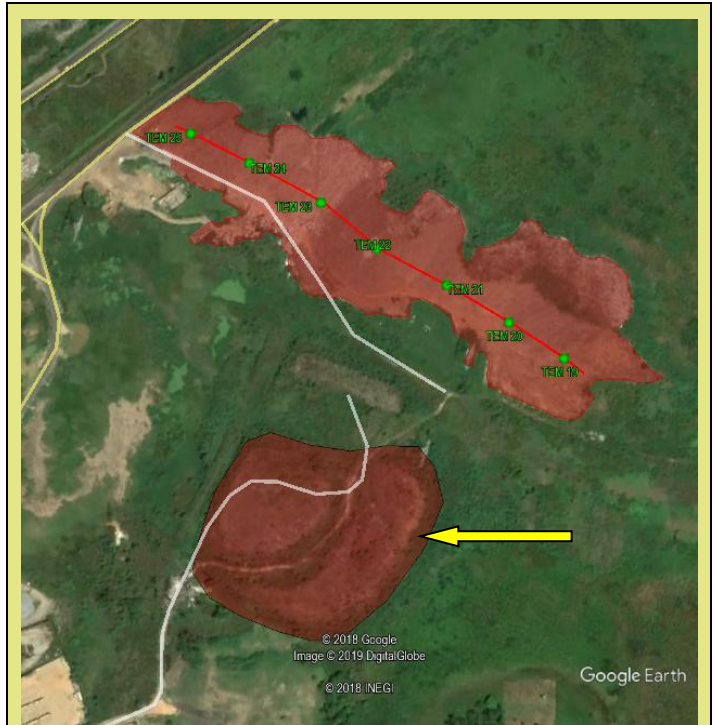 TEM 25
TEM 24
TEM 23
TEM 22
TEM 21
TEM 20
TEM 19
© 2018 Google
Image © 2019 DigitalGlobe
© 2018 INEGI
Google Earth